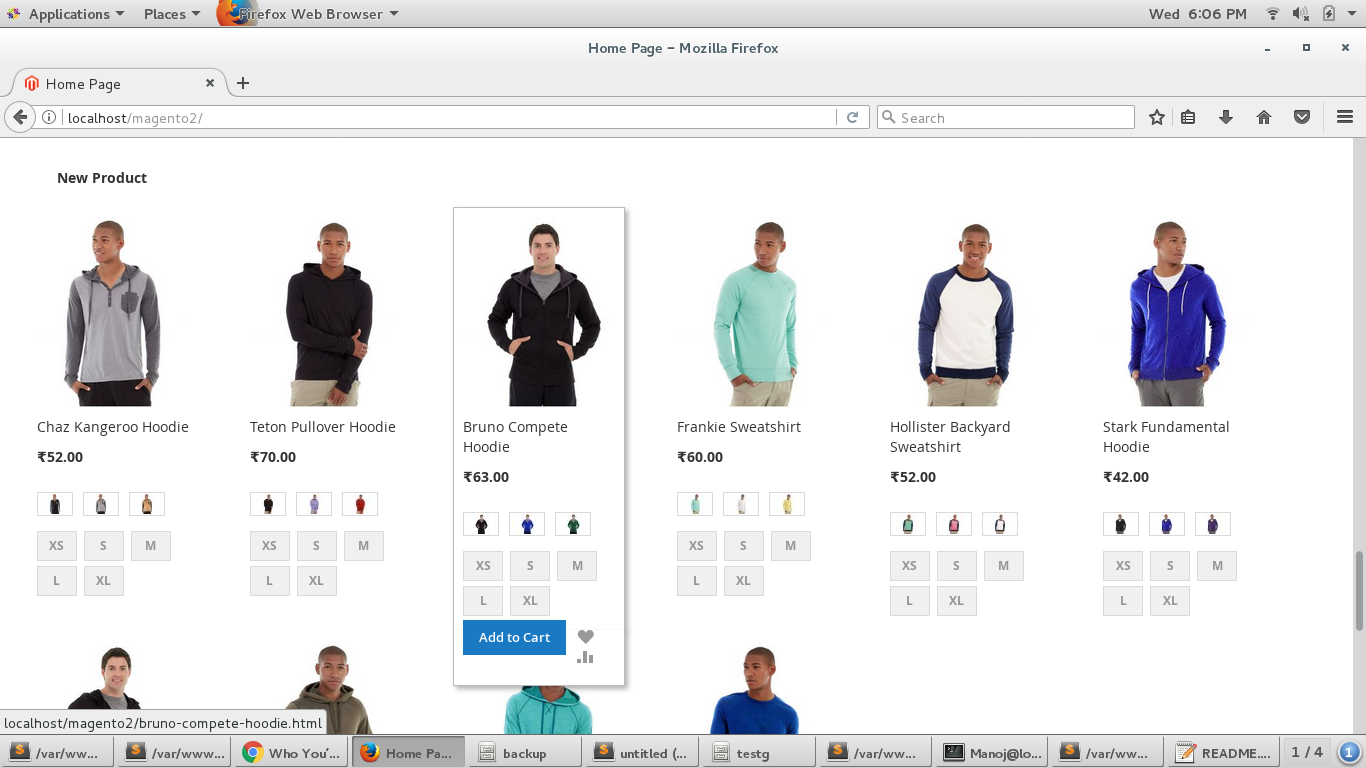 Applications Places Firefox Web Browser Wed 6:06 PM
Home Page – Mozilla Firefox
Home Page
localhost/magento2/ Search
New Product
Chaz Kangaroo Hoodie
₹52.00
XS S M
L XL
Teton Pullover Hoodie
₹70.00
XS S M
L XL
Bruno Compete
Hoodie
₹63.00
XS S M
L XL
Add to Cart
Frankie Sweatshirt
₹60.00
XS S M
L XL
Hollister Backyard
Sweatshirt
₹52.00
XS S M
L XL
Stark Fundamental
Hoodie
₹42.00
XS S M
L XL
localhost/magento2/bruno-compete-hoodie.html
/var/ww... /var/www... Who You'... Home Pa... backup untitled (... testg /var/ww... Manoj@lo... /var/ww... README.... 1 / 4 1